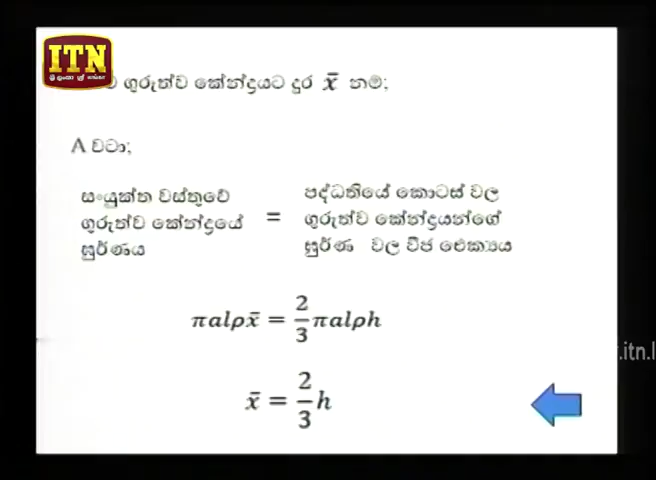 ITN
ගුරුත්ව කේන්ද්‍රයට දුර x̄ නම්;
A වටා;
සංයුක්ත වස්තුවේ
ගුරුත්ව කේන්ද්‍රයේ
ඝූර්ණය
=
පද්ධතියේ කොටස් වල
ගුරුත්ව කේන්ද්‍රයන්ගේ
ඝූර්ණ වල වීජ ඓක්‍යය
πalρx̄ = 2/3 πalρh
x̄ = 2/3 h
.itn.l